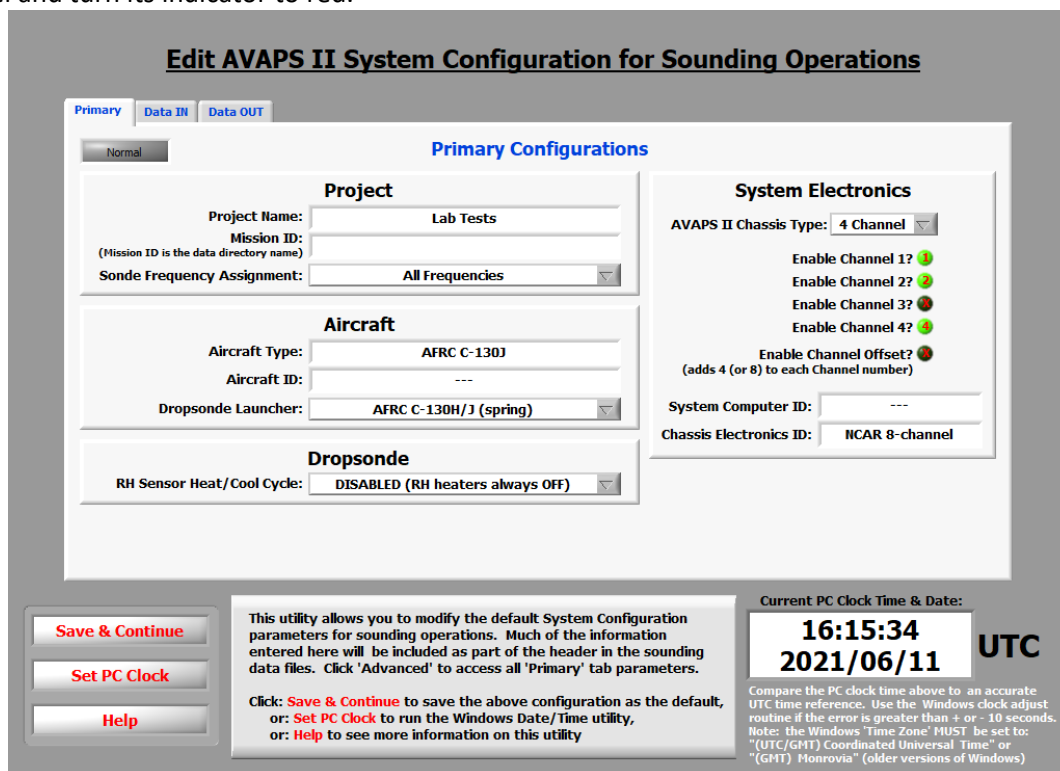 and turn its indicator to red.
Edit AVAPS II System Configuration for Sounding Operations
Primary Data IN Data OUT
Normal
Primary Configurations
Project
Project Name: Lab Tests
Mission ID:
(Mission ID is the data directory name)
Sonde Frequency Assignment: All Frequencies
Aircraft
Aircraft Type: AFRC C-130J
Aircraft ID: ---
Dropsonde Launcher: AFRC C-130H/J (spring)
Dropsonde
RH Sensor Heat/Cool Cycle: DISABLED (RH heaters always OFF)
System Electronics
AVAPS II Chassis Type: 4 Channel
Enable Channel 1? 1
Enable Channel 2? 2
Enable Channel 3? X
Enable Channel 4? 4
Enable Channel Offset? X
(adds 4 (or 8) to each Channel number)
System Computer ID: ---
Chassis Electronics ID: NCAR 8-channel
Save & Continue
Set PC Clock
Help
This utility allows you to modify the default System Configuration
parameters for sounding operations. Much of the information
entered here will be included as part of the header in the sounding
data files. Click 'Advanced' to access all 'Primary' tab parameters.
Click: Save & Continue to save the above configuration as the default,
or: Set PC Clock to run the Windows Date/Time utility,
or: Help to see more information on this utility
Current PC Clock Time & Date:
16:15:34
2021/06/11
UTC
Compare the PC clock time above to an accurate
UTC time reference. Use the Windows clock adjust
routine if the error is greater than + or - 10 seconds.
Note: the Windows 'Time Zone' MUST be set to:
"(UTC/GMT) Coordinated Universal Time" or
"(GMT) Monrovia" (older versions of Windows)